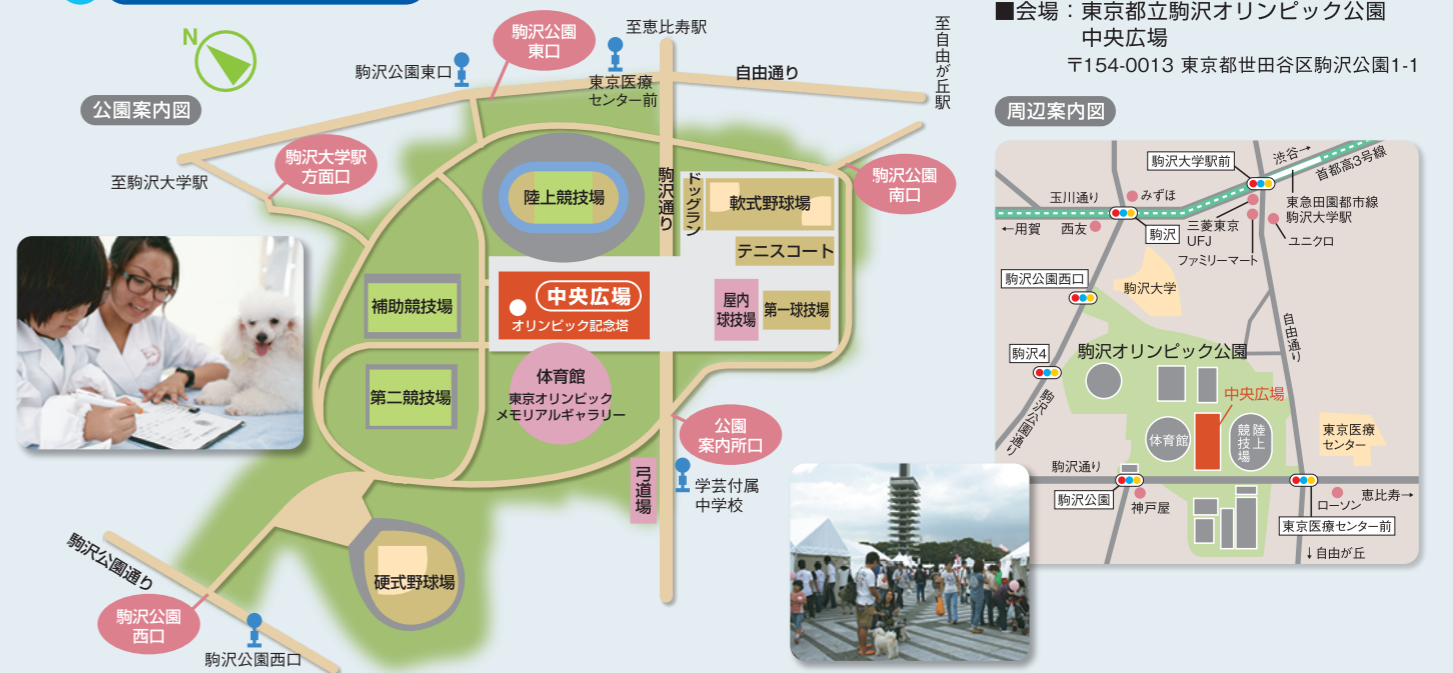 ■会場：東京都立駒沢オリンピック公園
中央広場
〒154-0013 東京都世田谷区駒沢公園1-1
公園案内図
N
駒沢公園
東口
駒沢公園東口
至恵比寿駅
東京医療
センター前
自由通り
至自由が丘駅
至駒沢大学駅
駒沢大学駅
方面口
陸上競技場
駒沢通り
ドッグラン
軟式野球場
駒沢公園
南口
テニスコート
補助競技場
中央広場
オリンピック記念塔
屋内
球技場
第一球技場
第二競技場
体育館
東京オリンピック
メモリアルギャラリー
公園
案内所口
弓道場
学芸付属
中学校
硬式野球場
駒沢公園通り
駒沢公園
西口
駒沢公園西口
周辺案内図
駒沢大学駅前
渋谷→
首都高3号線
玉川通り
みずほ
東急田園都市線
駒沢大学駅
←用賀
西友
駒沢
三菱東京
UFJ
ユニクロ
ファミリーマート
駒沢公園西口
駒沢大学
自由通り
駒沢4
駒沢オリンピック公園
駒沢公園通り
中央広場
体育館
陸上
競技場
東京医療
センター
駒沢通り
駒沢公園
神戸屋
ローソン
恵比寿→
東京医療センター前
↓自由が丘